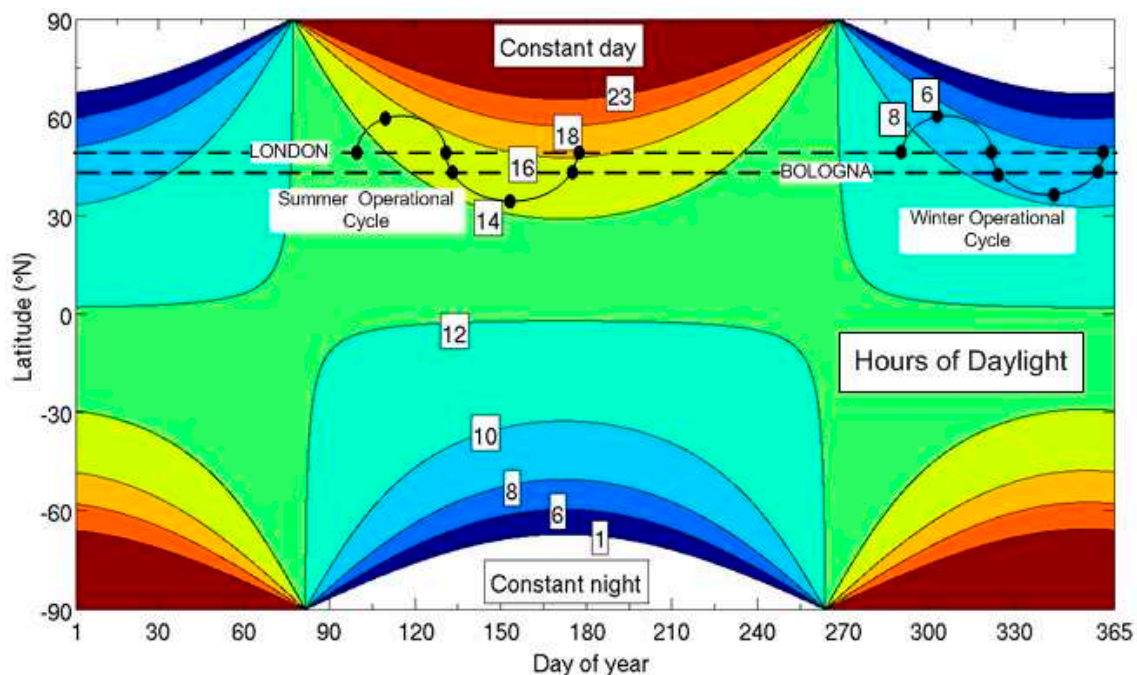 90
Constant day
23
6
8
60
18
LONDON
16
BOLOGNA
Summer Operational
Cycle
14
30
Winter Operational
Cycle
Latitude (°N)
0
12
Hours of Daylight
-30
10
8
-60
6
1
Constant night
-90
1 30 60 90 120 150 180 210 240 270 300 330 365
Day of year